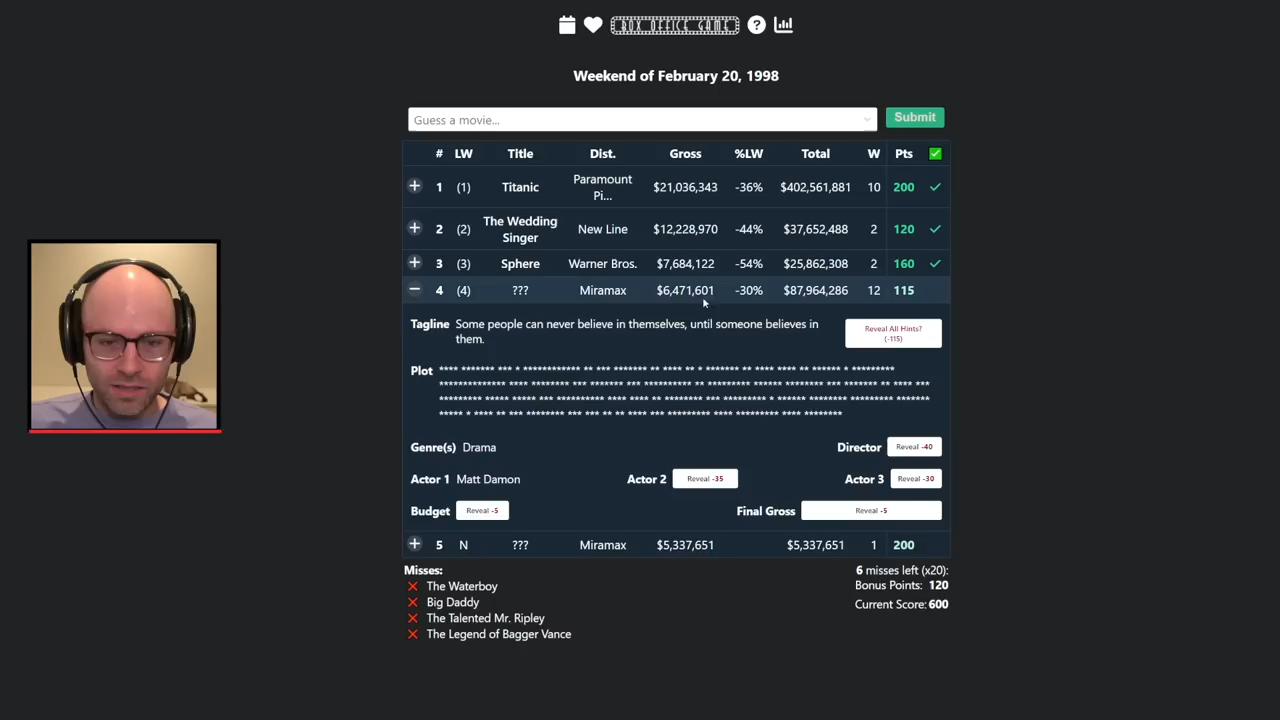 BOX OFFICE GAME ?
Weekend of February 20, 1998
Guess a movie... Submit
# LW Title Dist. Gross %LW Total W Pts
1 (1) Titanic Paramount Pi... $21,036,343 -36% $402,561,881 10 200
2 (2) The Wedding Singer New Line $12,228,970 -44% $37,652,488 2 120
3 (3) Sphere Warner Bros. $7,684,122 -54% $25,862,308 2 160
4 (4) ??? Miramax $6,471,601 -30% $87,964,286 12 115
Tagline Some people can never believe in themselves, until someone believes in
them.
Reveal All Hints?
(-115)
Plot **** ******* *** * ************* ** *** ******* ** **** ** * ******* ** **** ** ****** * *********
*************** **** ******** *** ******* *** ********** ** ********* ****** ******** *** ******* ** **** ***
********* ***** ***** *** ********** **** ** ******** *** ********* * ****** ******** ********* *******
***** * **** ** *** ******** *** *** ** ** **** *** ********* **** ********* **** ********
Genre(s) Drama Director Reveal -40
Actor 1 Matt Damon Actor 2 Reveal -35 Actor 3 Reveal -30
Budget Reveal -5 Final Gross Reveal -5
5 N ??? Miramax $5,337,651 $5,337,651 1 200
Misses: 6 misses left (x20):
The Waterboy Bonus Points: 120
Big Daddy Current Score: 600
The Talented Mr. Ripley
The Legend of Bagger Vance